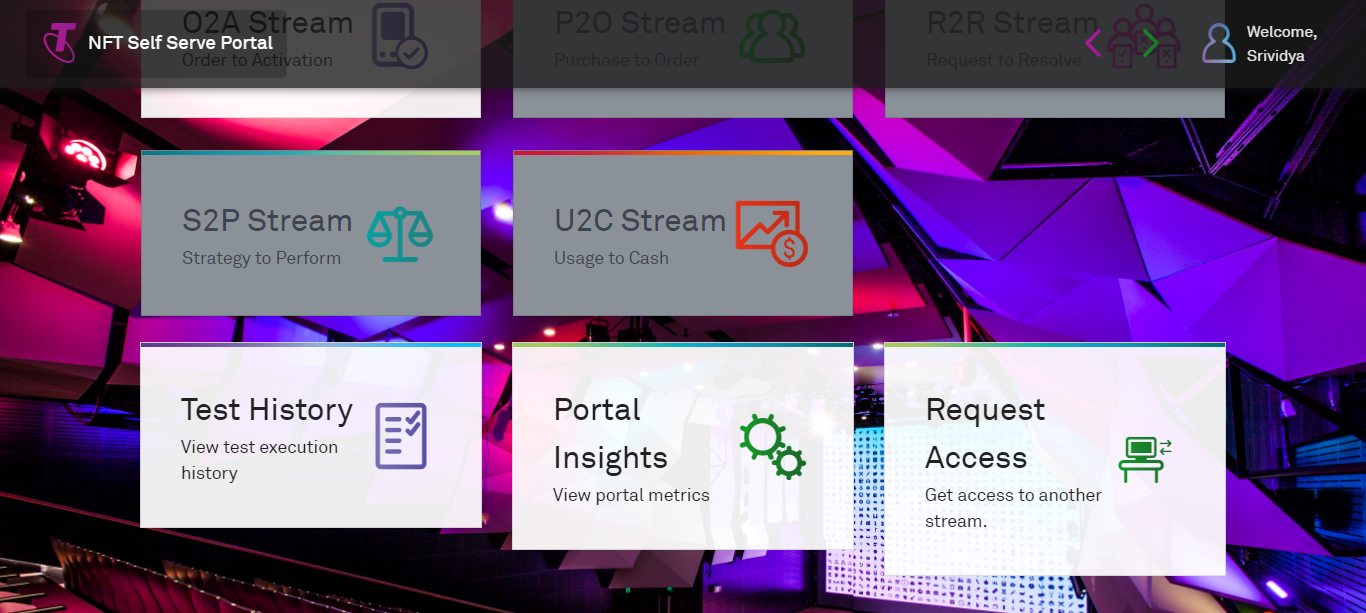 O2A Stream
Order to Activation
P2O Stream
Purchase to Order
R2R Stream
Request to Resolve
NFT Self Serve Portal
Welcome,
Srividya
S2P Stream
Strategy to Perform
U2C Stream
Usage to Cash
$
Test History
View test execution
history
Portal
Insights
View portal metrics
Request
Access
Get access to another
stream.